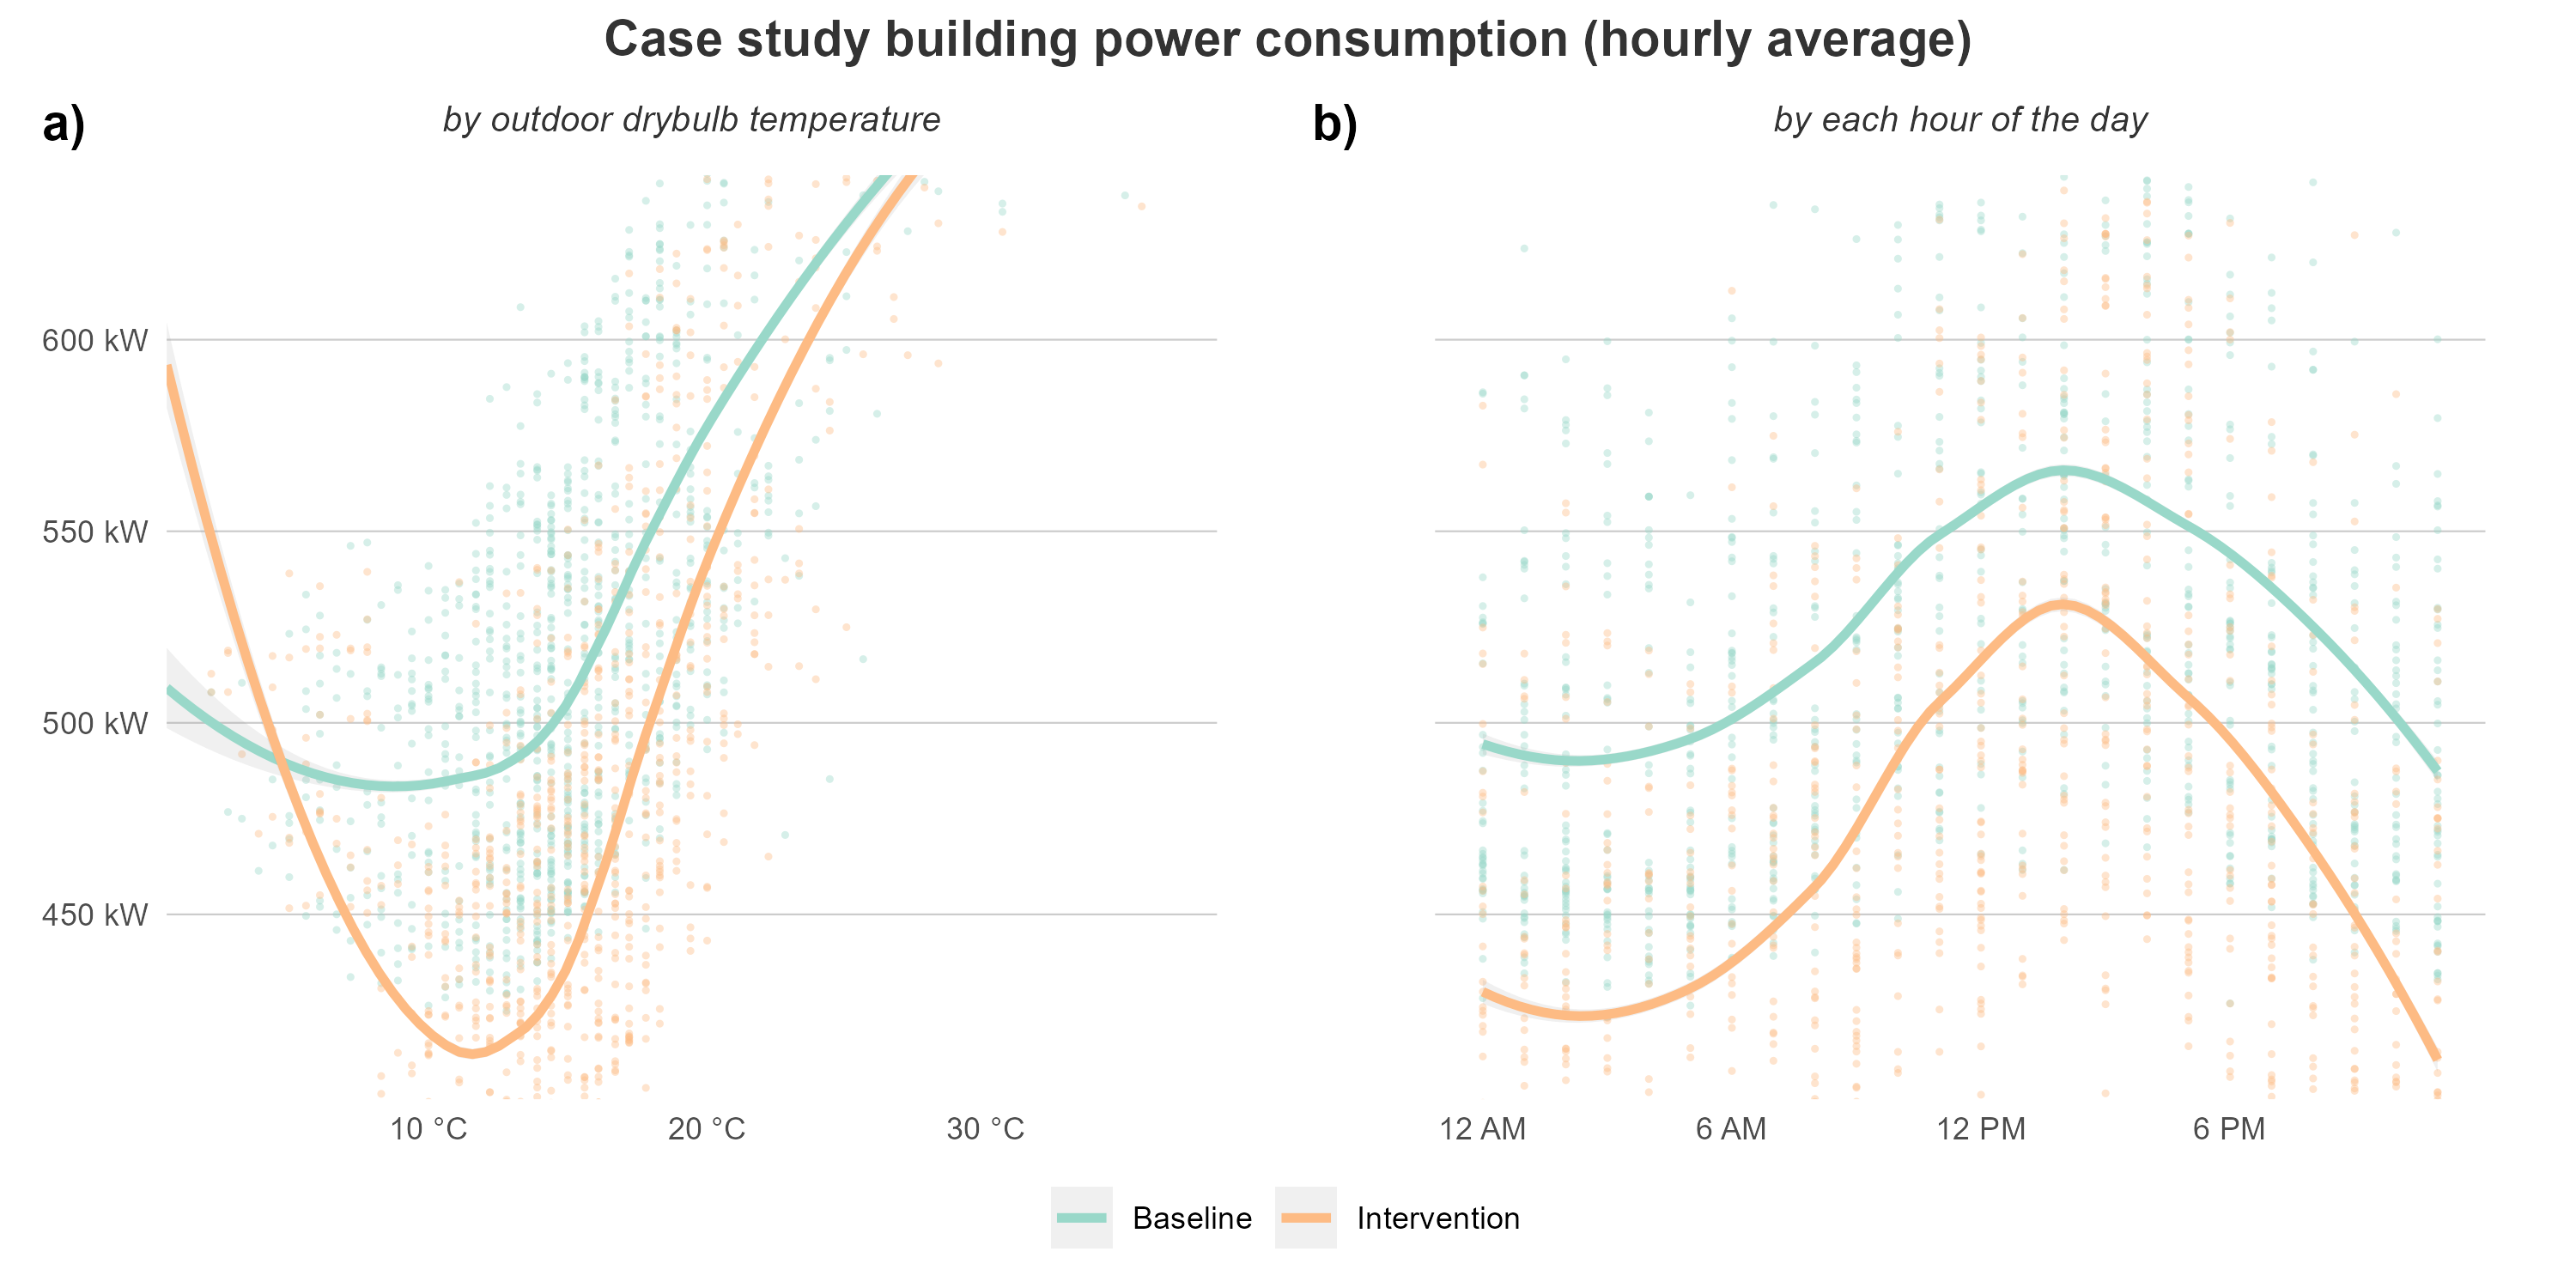 Case study building power consumption (hourly average)
a)
by outdoor drybulb temperature
600 kW
550 kW
500 kW
450 kW
10 °C
20 °C
30 °C
b)
by each hour of the day
12 AM
6 AM
12 PM
6 PM
Baseline
Intervention